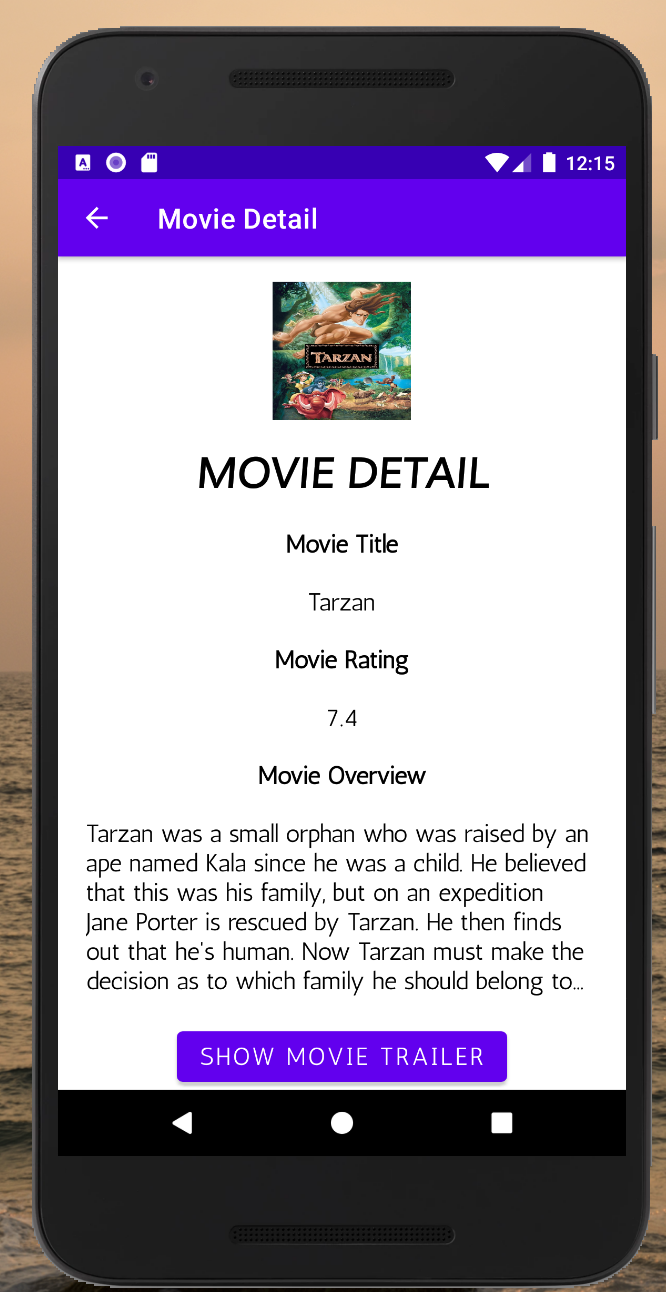 12:15
Movie Detail
TARZAN
MOVIE DETAIL
Movie Title
Tarzan
Movie Rating
7.4
Movie Overview
Tarzan was a small orphan who was raised by an
ape named Kala since he was a child. He believed
that this was his family, but on an expedition
Jane Porter is rescued by Tarzan. He then finds
out that he's human. Now Tarzan must make the
decision as to which family he should belong to...
SHOW MOVIE TRAILER